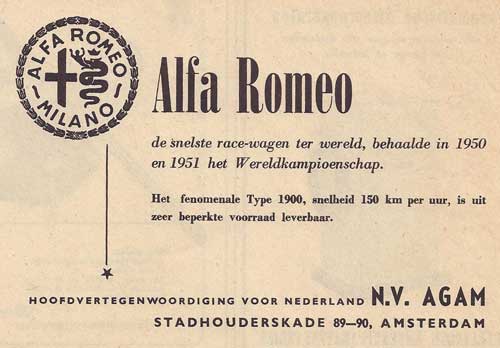 ALFA ROMEO
MILANO
Alfa Romeo
de snelste race-wagen ter wereld, behaalde in 1950
en 1951 het Wereldkampioenschap.
Het fenomenale Type 1900, snelheid 150 km per uur, is uit
zeer beperkte voorraad leverbaar.
HOOFDVERTEGENWOORDIGING VOOR NEDERLAND N.V. AGAM
STADHOUDERSKADE 89—90, AMSTERDAM